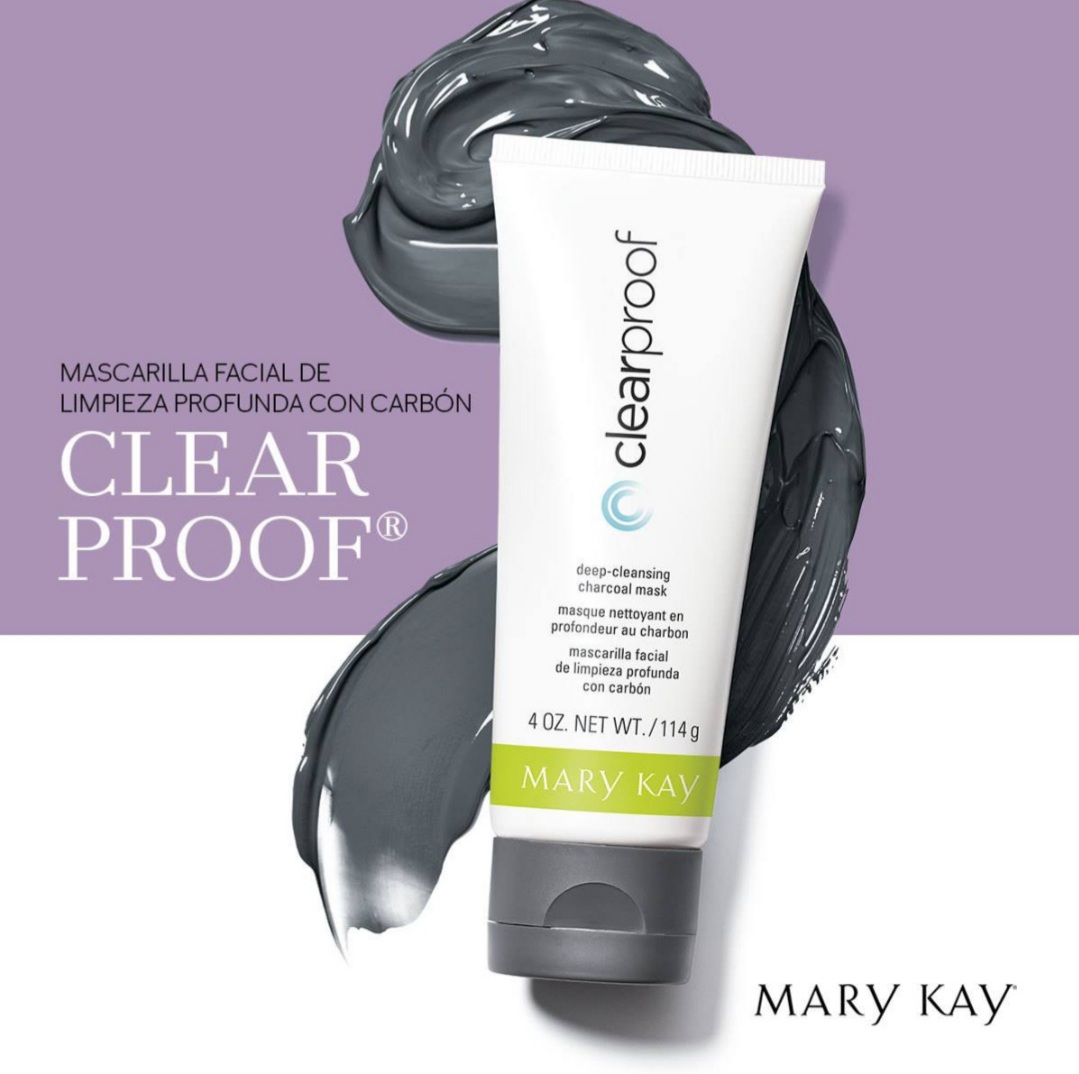 MASCARILLA FACIAL DE
LIMPIEZA PROFUNDA CON CARBÓN
CLEAR
PROOF®
clearproof
deep-cleansing
charcoal mask
masque nettoyant en
profondeur au charbon
mascarilla facial
de limpieza profunda
con carbón
4 OZ. NET WT./114 g
MARY KAY
MARY KAY®